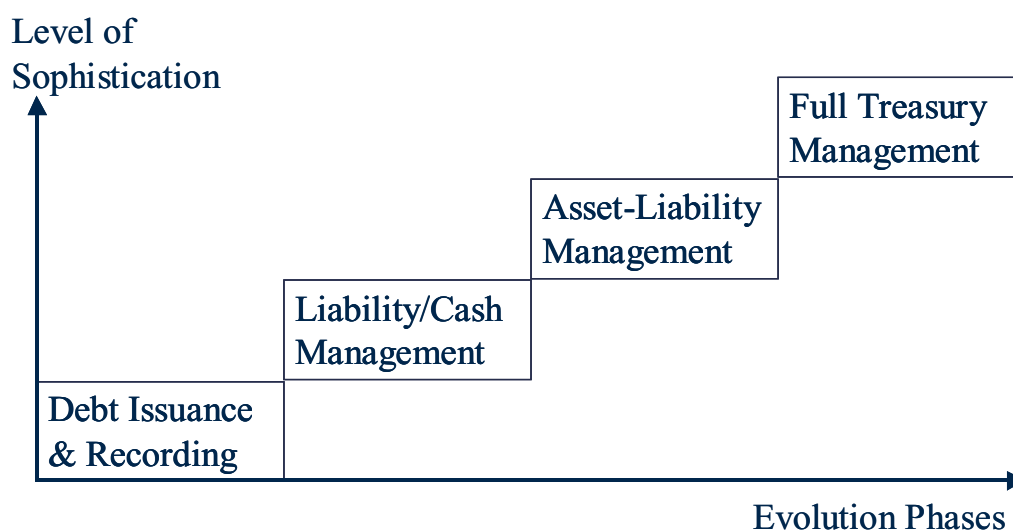 Level of
Sophistication
Full Treasury
Management
Asset-Liability
Management
Liability/Cash
Management
Debt Issuance
& Recording
Evolution Phases